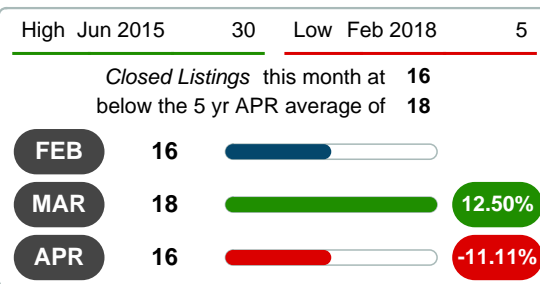 High Jun 2015 30 Low Feb 2018 5
Closed Listings this month at 16
below the 5 yr APR average of 18
FEB 16
MAR 18 12.50%
APR 16 -11.11%